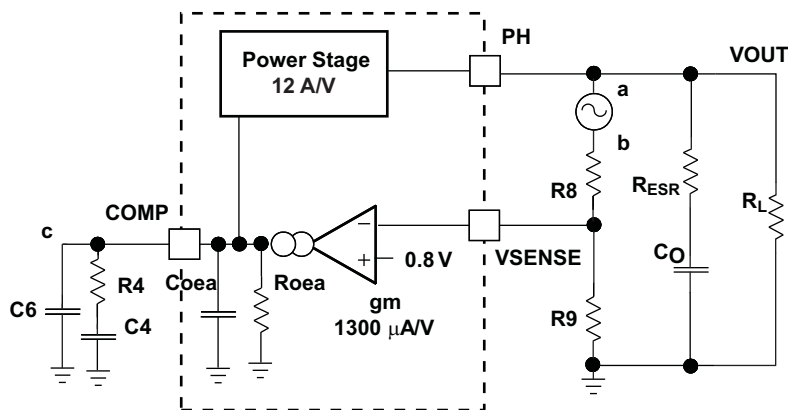 PH
VOUT
Power Stage
12 A/V
a
b
R8
RESR
RL
COMP
c
VSENSE
0.8 V
−
+
Coea
Roea
R4
CO
C6
C4
gm
1300 μA/V
R9